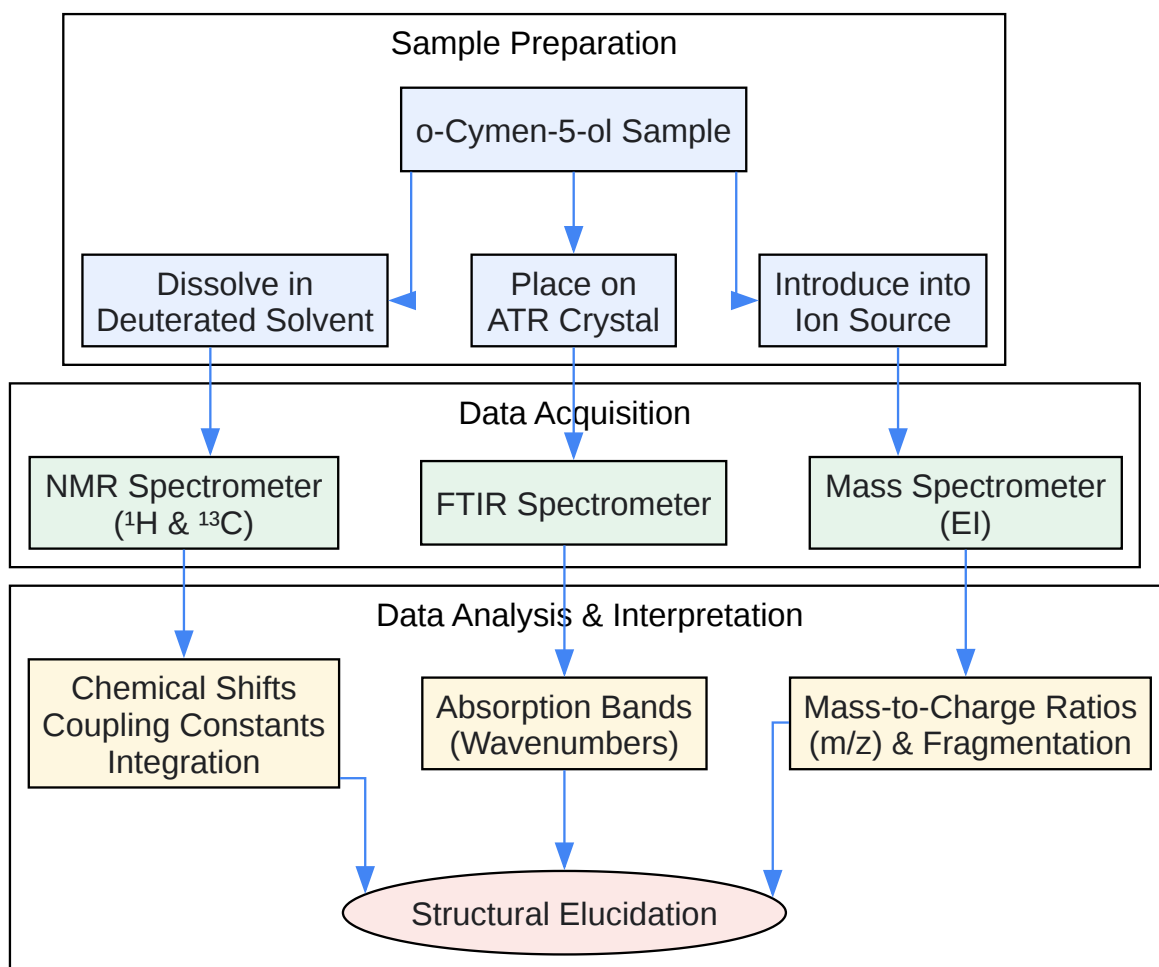 Sample Preparation
o-Cymen-5-ol Sample
Dissolve in
Deuterated Solvent
Place on
ATR Crystal
Introduce into
Ion Source
Data Acquisition
NMR Spectrometer
(¹H & ¹³C)
FTIR Spectrometer
Mass Spectrometer
(EI)
Data Analysis & Interpretation
Chemical Shifts
Coupling Constants
Integration
Absorption Bands
(Wavenumbers)
Mass-to-Charge Ratios
(m/z) & Fragmentation
Structural Elucidation